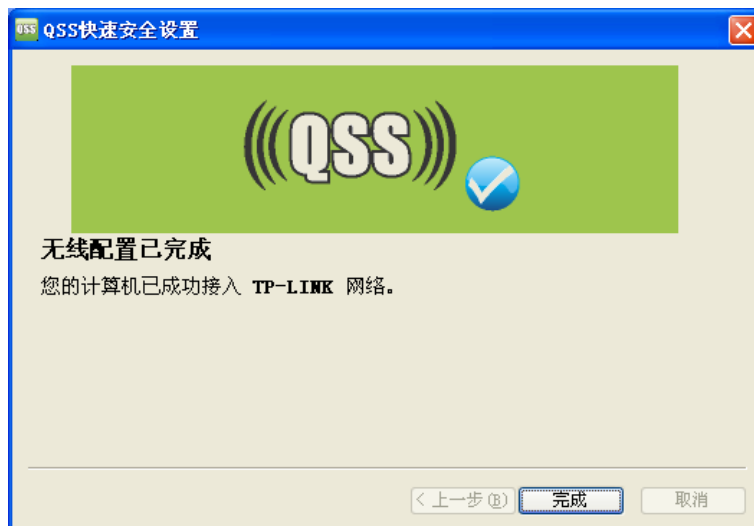 QSS QSS快速安全设置
QSS
无线配置已完成
您的计算机已成功接入 TP-LINK 网络。
< 上一步(B) 完成 取消